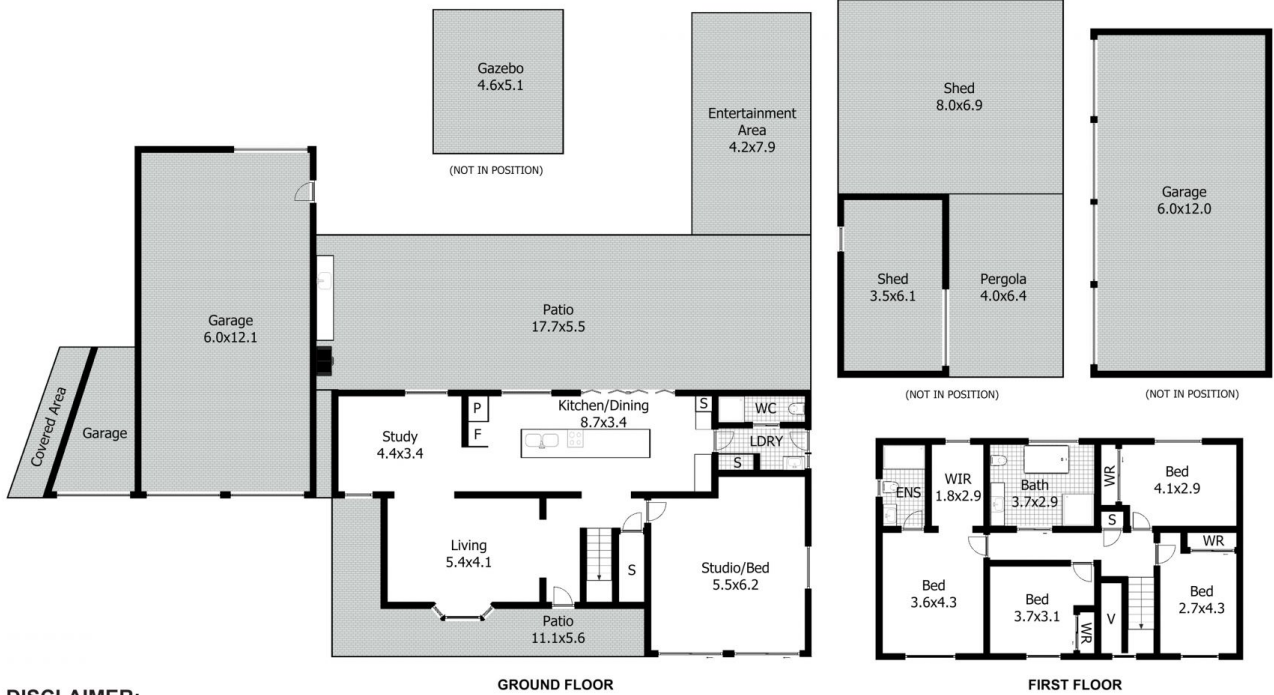 Gazebo
4.6x5.1
(NOT IN POSITION)
Entertainment
Area
4.2x7.9
Shed
8.0x6.9
Shed
3.5x6.1
Pergola
4.0x6.4
(NOT IN POSITION)
Garage
6.0x12.0
(NOT IN POSITION)
Garage
6.0x12.1
Covered Area
Garage
Patio
17.7x5.5
Study
4.4x3.4
P
F
Kitchen/Dining
8.7x3.4
S
WC
LDRY
S
Living
5.4x4.1
S
Studio/Bed
5.5x6.2
Patio
11.1x5.6
GROUND FLOOR
ENS
WIR
1.8x2.9
Bath
3.7x2.9
WR
Bed
4.1x2.9
S
WR
Bed
3.6x4.3
Bed
3.7x3.1
WR
V
Bed
2.7x4.3
FIRST FLOOR
DISCLAIMER: